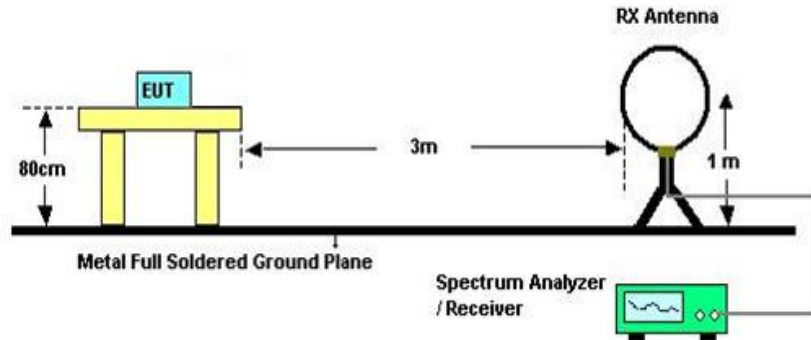 RX Antenna
EUT
3m
80cm
1 m
Metal Full Soldered Ground Plane
Spectrum Analyzer
/ Receiver